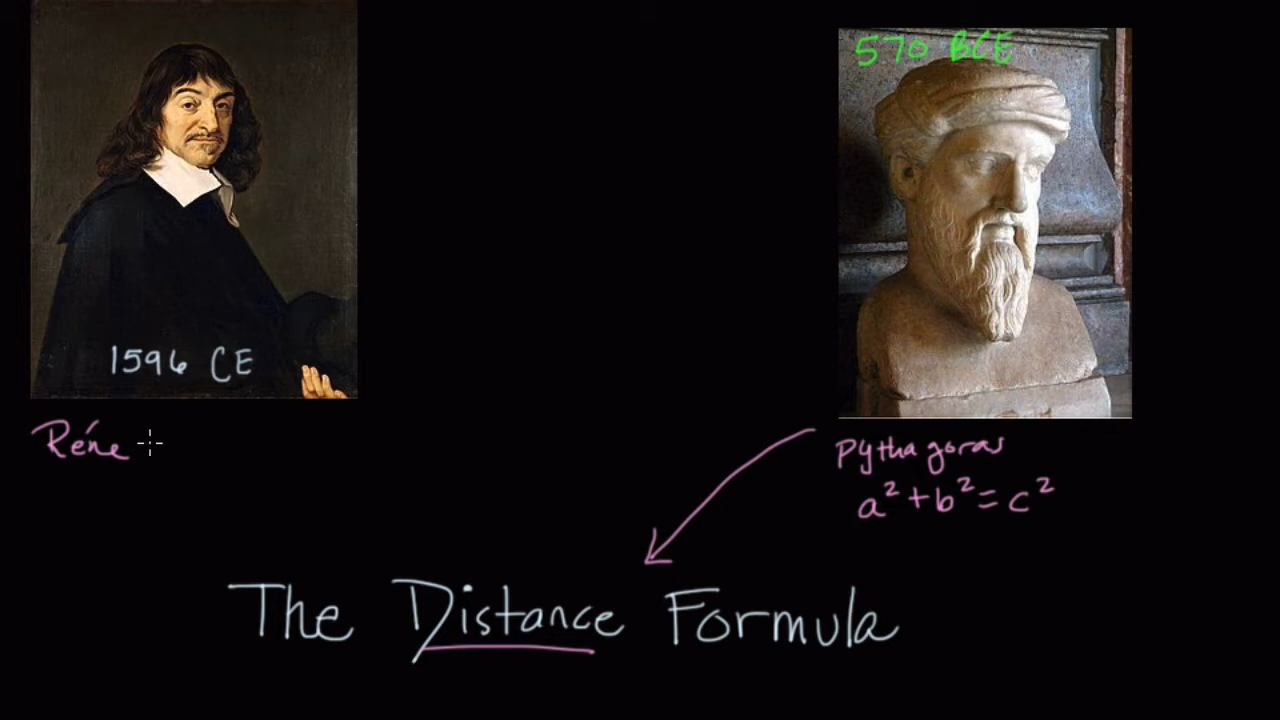 570 BCE
1596 CE
Réne
Pythagoras
a²+b²=c²
The Distance Formula